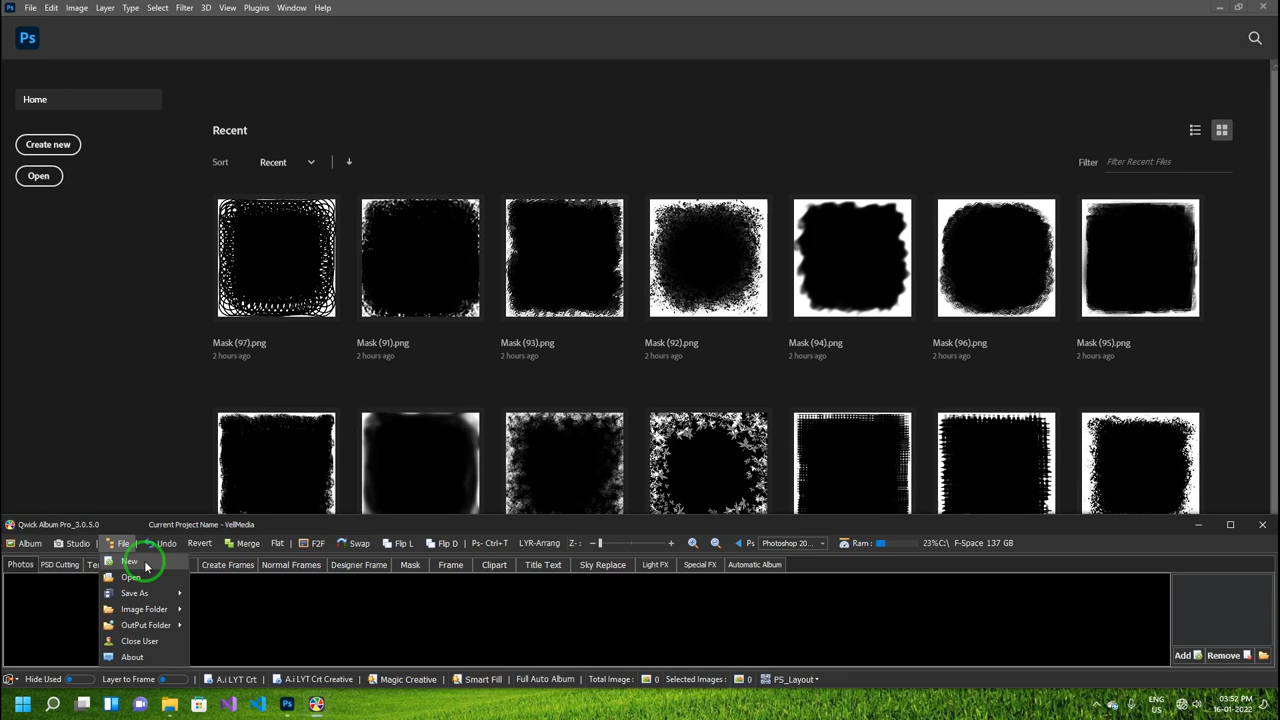 Ps File Edit Image Layer Type Select Filter 3D View Plugins Window Help
Ps
Home
Create new
Open
Recent
Sort Recent
Filter Filter Recent Files
Mask (97).png Mask (91).png Mask (93).png Mask (92).png Mask (94).png Mask (96).png Mask (95).png
2 hours ago 2 hours ago 2 hours ago 2 hours ago 2 hours ago 2 hours ago 2 hours ago
Qwick Album Pro_3.0.5.0 Current Project Name - VellMedia
Album Studio File Undo Revert Merge Flat F2F Swap Flip L Flip D Ps- Ctrl+T LYR-Arrang Z- - + Ps Photoshop 20... Ram: 23%C:\ F-Space 137 GB
Photos PSD Cutting Create Frames Normal Frames Designer Frame Mask Frame Clipart Title Text Sky Replace Light FX Special FX Automatic Album
New
Open
Save As
Image Folder
OutPut Folder
Close User
About
Add Remove
Hide Used Layer to Frame A.i LYT Crt A.i LYT Crt Creative Magic Creative Smart Fill Full Auto Album Total Image: 0 Selected Images: 0 PS_Layout
ENG
US
03:52 PM
16-01-2022